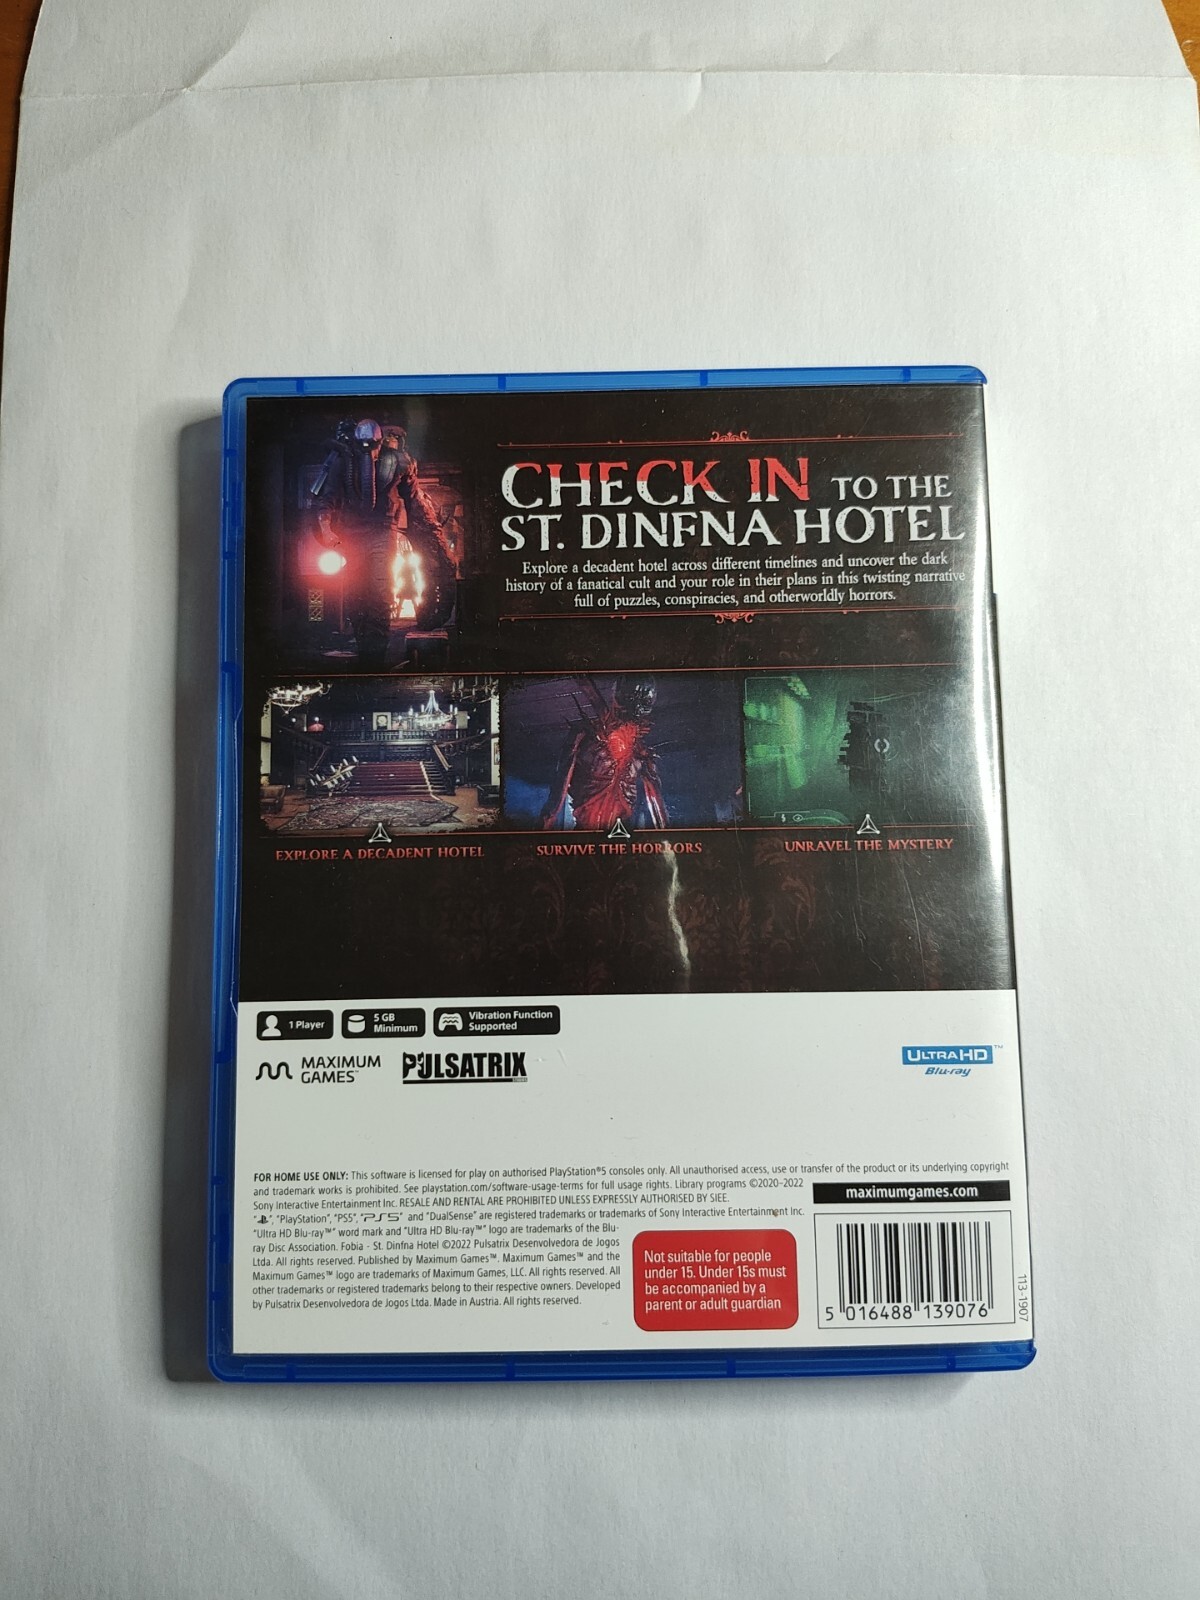 CHECK IN TO THE
ST. DINFNA HOTEL
Explore a decadent hotel across different timelines and uncover the dark
history of a fanatical cult and your role in their plans in this twisting narrative
full of puzzles, conspiracies, and otherworldly horrors.
EXPLORE A DECADENT HOTEL
SURVIVE THE HORRORS
UNRAVEL THE MYSTERY
1 Player
5 GB
Minimum
Vibration Function
Supported
MAXIMUM
GAMES™
PULSATRIX
ULTRA HD™
Blu-ray
FOR HOME USE ONLY: This software is licensed for play on authorised PlayStation®5 consoles only. All unauthorised access, use or transfer of the product or its underlying copyright
and trademark works is prohibited. See playstation.com/software-usage-terms for full usage rights. Library programs ©2020-2022
Sony Interactive Entertainment Inc. RESALE AND RENTAL ARE PROHIBITED UNLESS EXPRESSLY AUTHORISED BY SIEE.
" ", "PlayStation", "PS5", "PS5" and "DualSense" are registered trademarks or trademarks of Sony Interactive Entertainment Inc.
"Ultra HD Blu-ray™" word mark and "Ultra HD Blu-ray™" logo are trademarks of the Blu-
ray Disc Association. Fobia - St. Dinfna Hotel ©2022 Pulsatrix Desenvolvedora de Jogos
Ltda. All rights reserved. Published by Maximum Games™. Maximum Games™ and the
Maximum Games™ logo are trademarks of Maximum Games, LLC. All rights reserved. All
other trademarks or registered trademarks belong to their respective owners. Developed
by Pulsatrix Desenvolvedora de Jogos Ltda. Made in Austria. All rights reserved.
maximumgames.com
Not suitable for people
under 15. Under 15s must
be accompanied by a
parent or adult guardian
5 016488 139076
113-1907